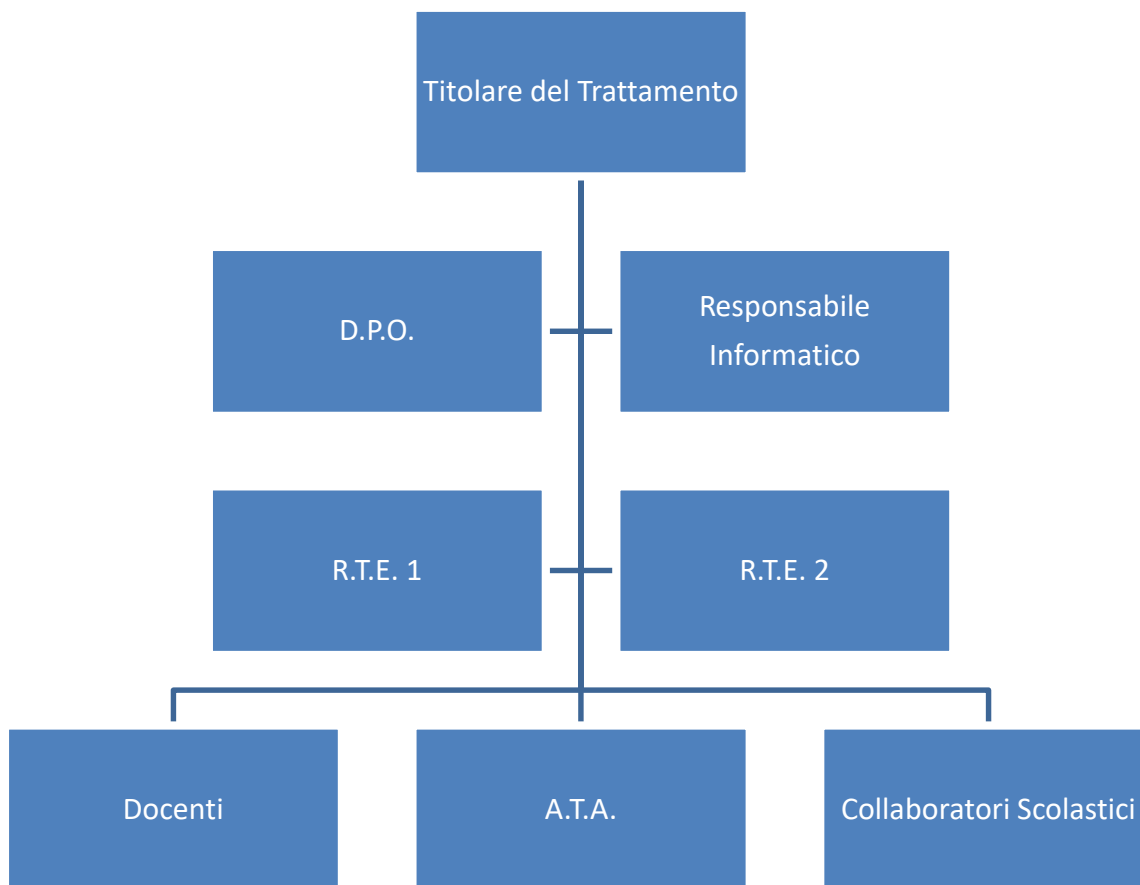 Titolare del Trattamento
D.P.O.
Responsabile
Informatico
R.T.E. 1
R.T.E. 2
Docenti
A.T.A.
Collaboratori Scolastici